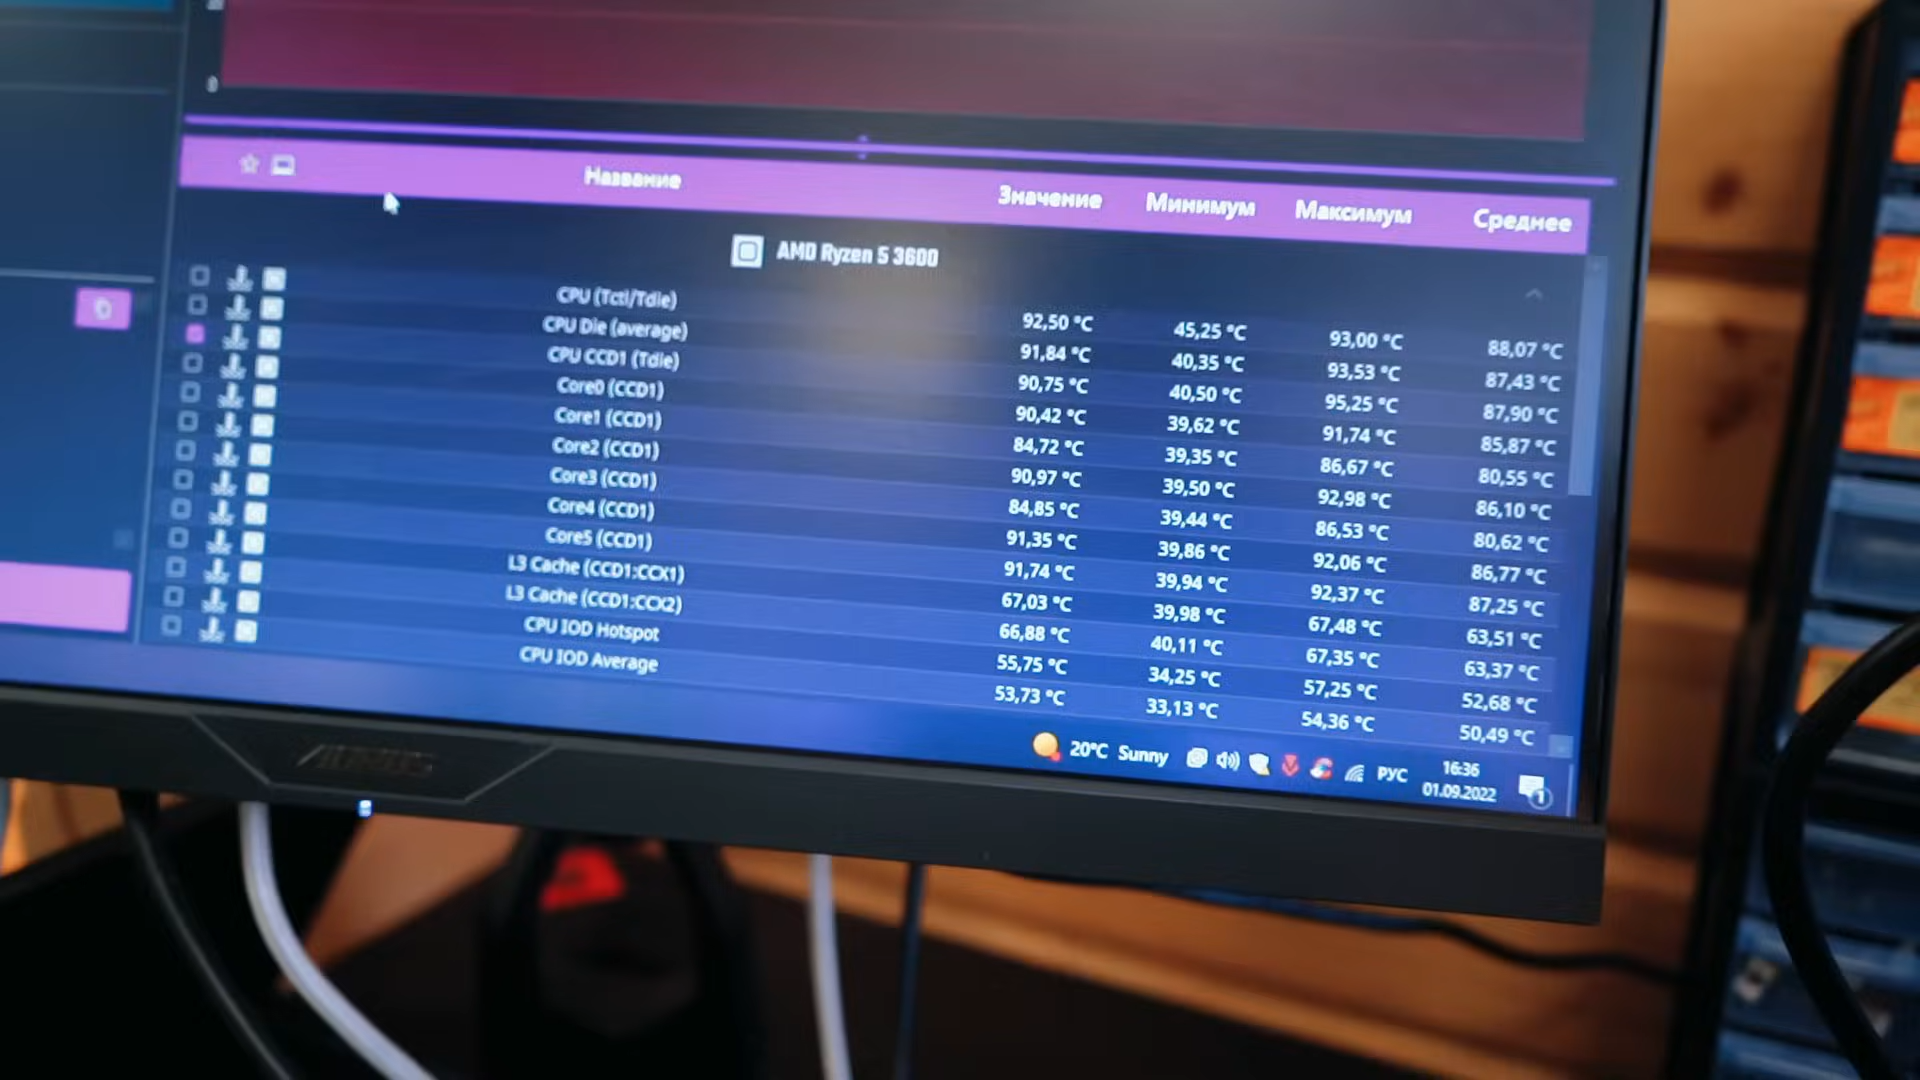 0
Название Значение Минимум Максимум Среднее
AMD Ryzen 5 3600
CPU (Tctl/Tdie) 92,50 °C 45,25 °C 93,00 °C 88,07 °C
CPU Die (average) 91,84 °C 40,35 °C 93,53 °C 87,43 °C
CPU CCD1 (Tdie) 90,75 °C 40,50 °C 95,25 °C 87,90 °C
Core0 (CCD1) 90,42 °C 39,62 °C 91,74 °C 85,87 °C
Core1 (CCD1) 84,72 °C 39,35 °C 86,67 °C 80,55 °C
Core2 (CCD1) 90,97 °C 39,50 °C 92,98 °C 86,10 °C
Core3 (CCD1) 84,85 °C 39,44 °C 86,53 °C 80,62 °C
Core4 (CCD1) 91,35 °C 39,86 °C 92,06 °C 86,77 °C
Core5 (CCD1) 91,74 °C 39,94 °C 92,37 °C 87,25 °C
L3 Cache (CCD1:CCX1) 67,03 °C 39,98 °C 67,48 °C 63,51 °C
L3 Cache (CCD1:CCX2) 66,88 °C 40,11 °C 67,35 °C 63,37 °C
CPU IOD Hotspot 55,75 °C 34,25 °C 57,25 °C 52,68 °C
CPU IOD Average 53,73 °C 33,13 °C 54,36 °C 50,49 °C
20°C Sunny РУС 16:36
01.09.2022
1
AORUS